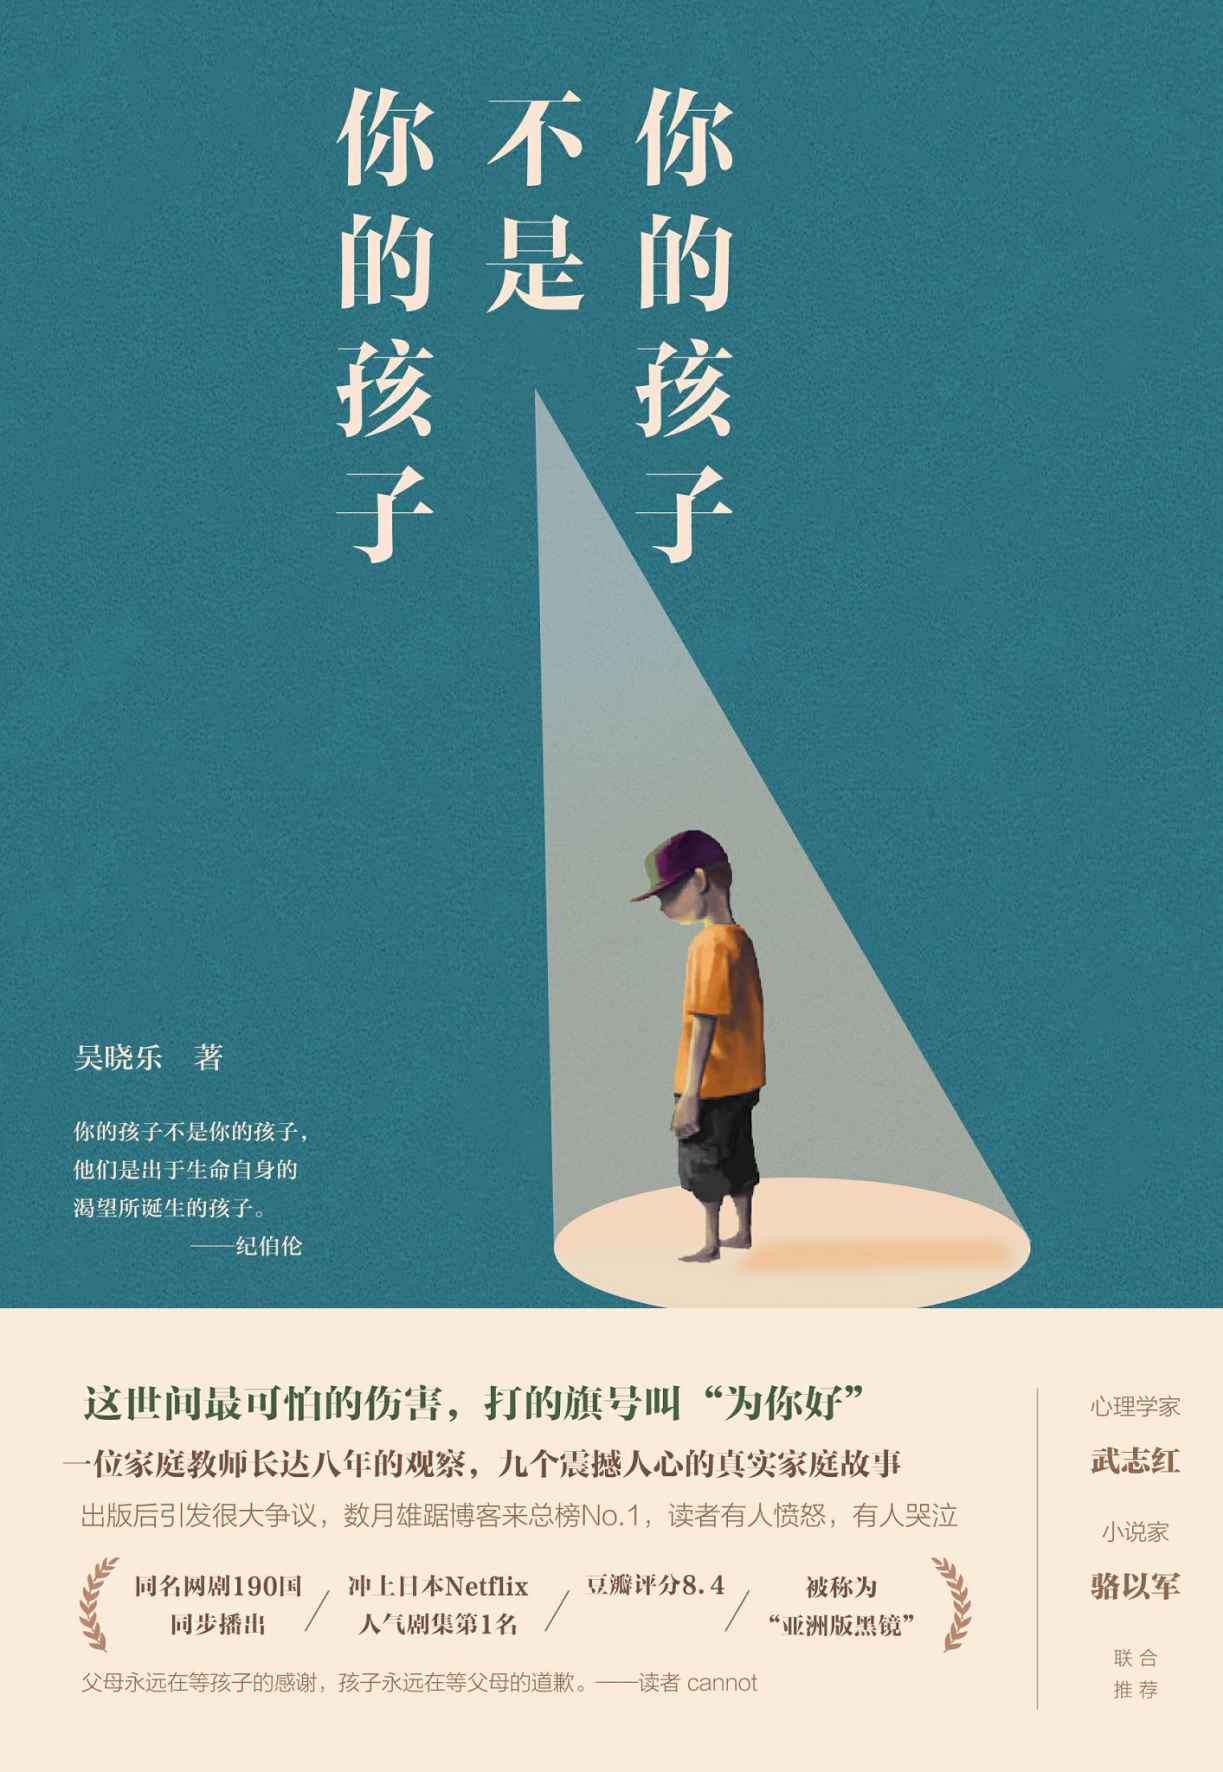 你的孩子
不是
你的孩子
吴晓乐 著
你的孩子不是你的孩子，
他们是出于生命自身的
渴望所诞生的孩子。
——纪伯伦
这世间最可怕的伤害，打的旗号叫“为你好”
一位家庭教师长达八年的观察，九个震撼人心的真实家庭故事
出版后引发很大争议，数月雄踞博客来总榜No.1，读者有人愤怒，有人哭泣
同名网剧190国
同步播出
冲上日本Netflix
人气剧集第1名
豆瓣评分8.4
被称为
“亚洲版黑镜”
父母永远在等孩子的感谢，孩子永远在等父母的道歉。——读者 cannot
心理学家
武志红
小说家
骆以军
联合
推荐